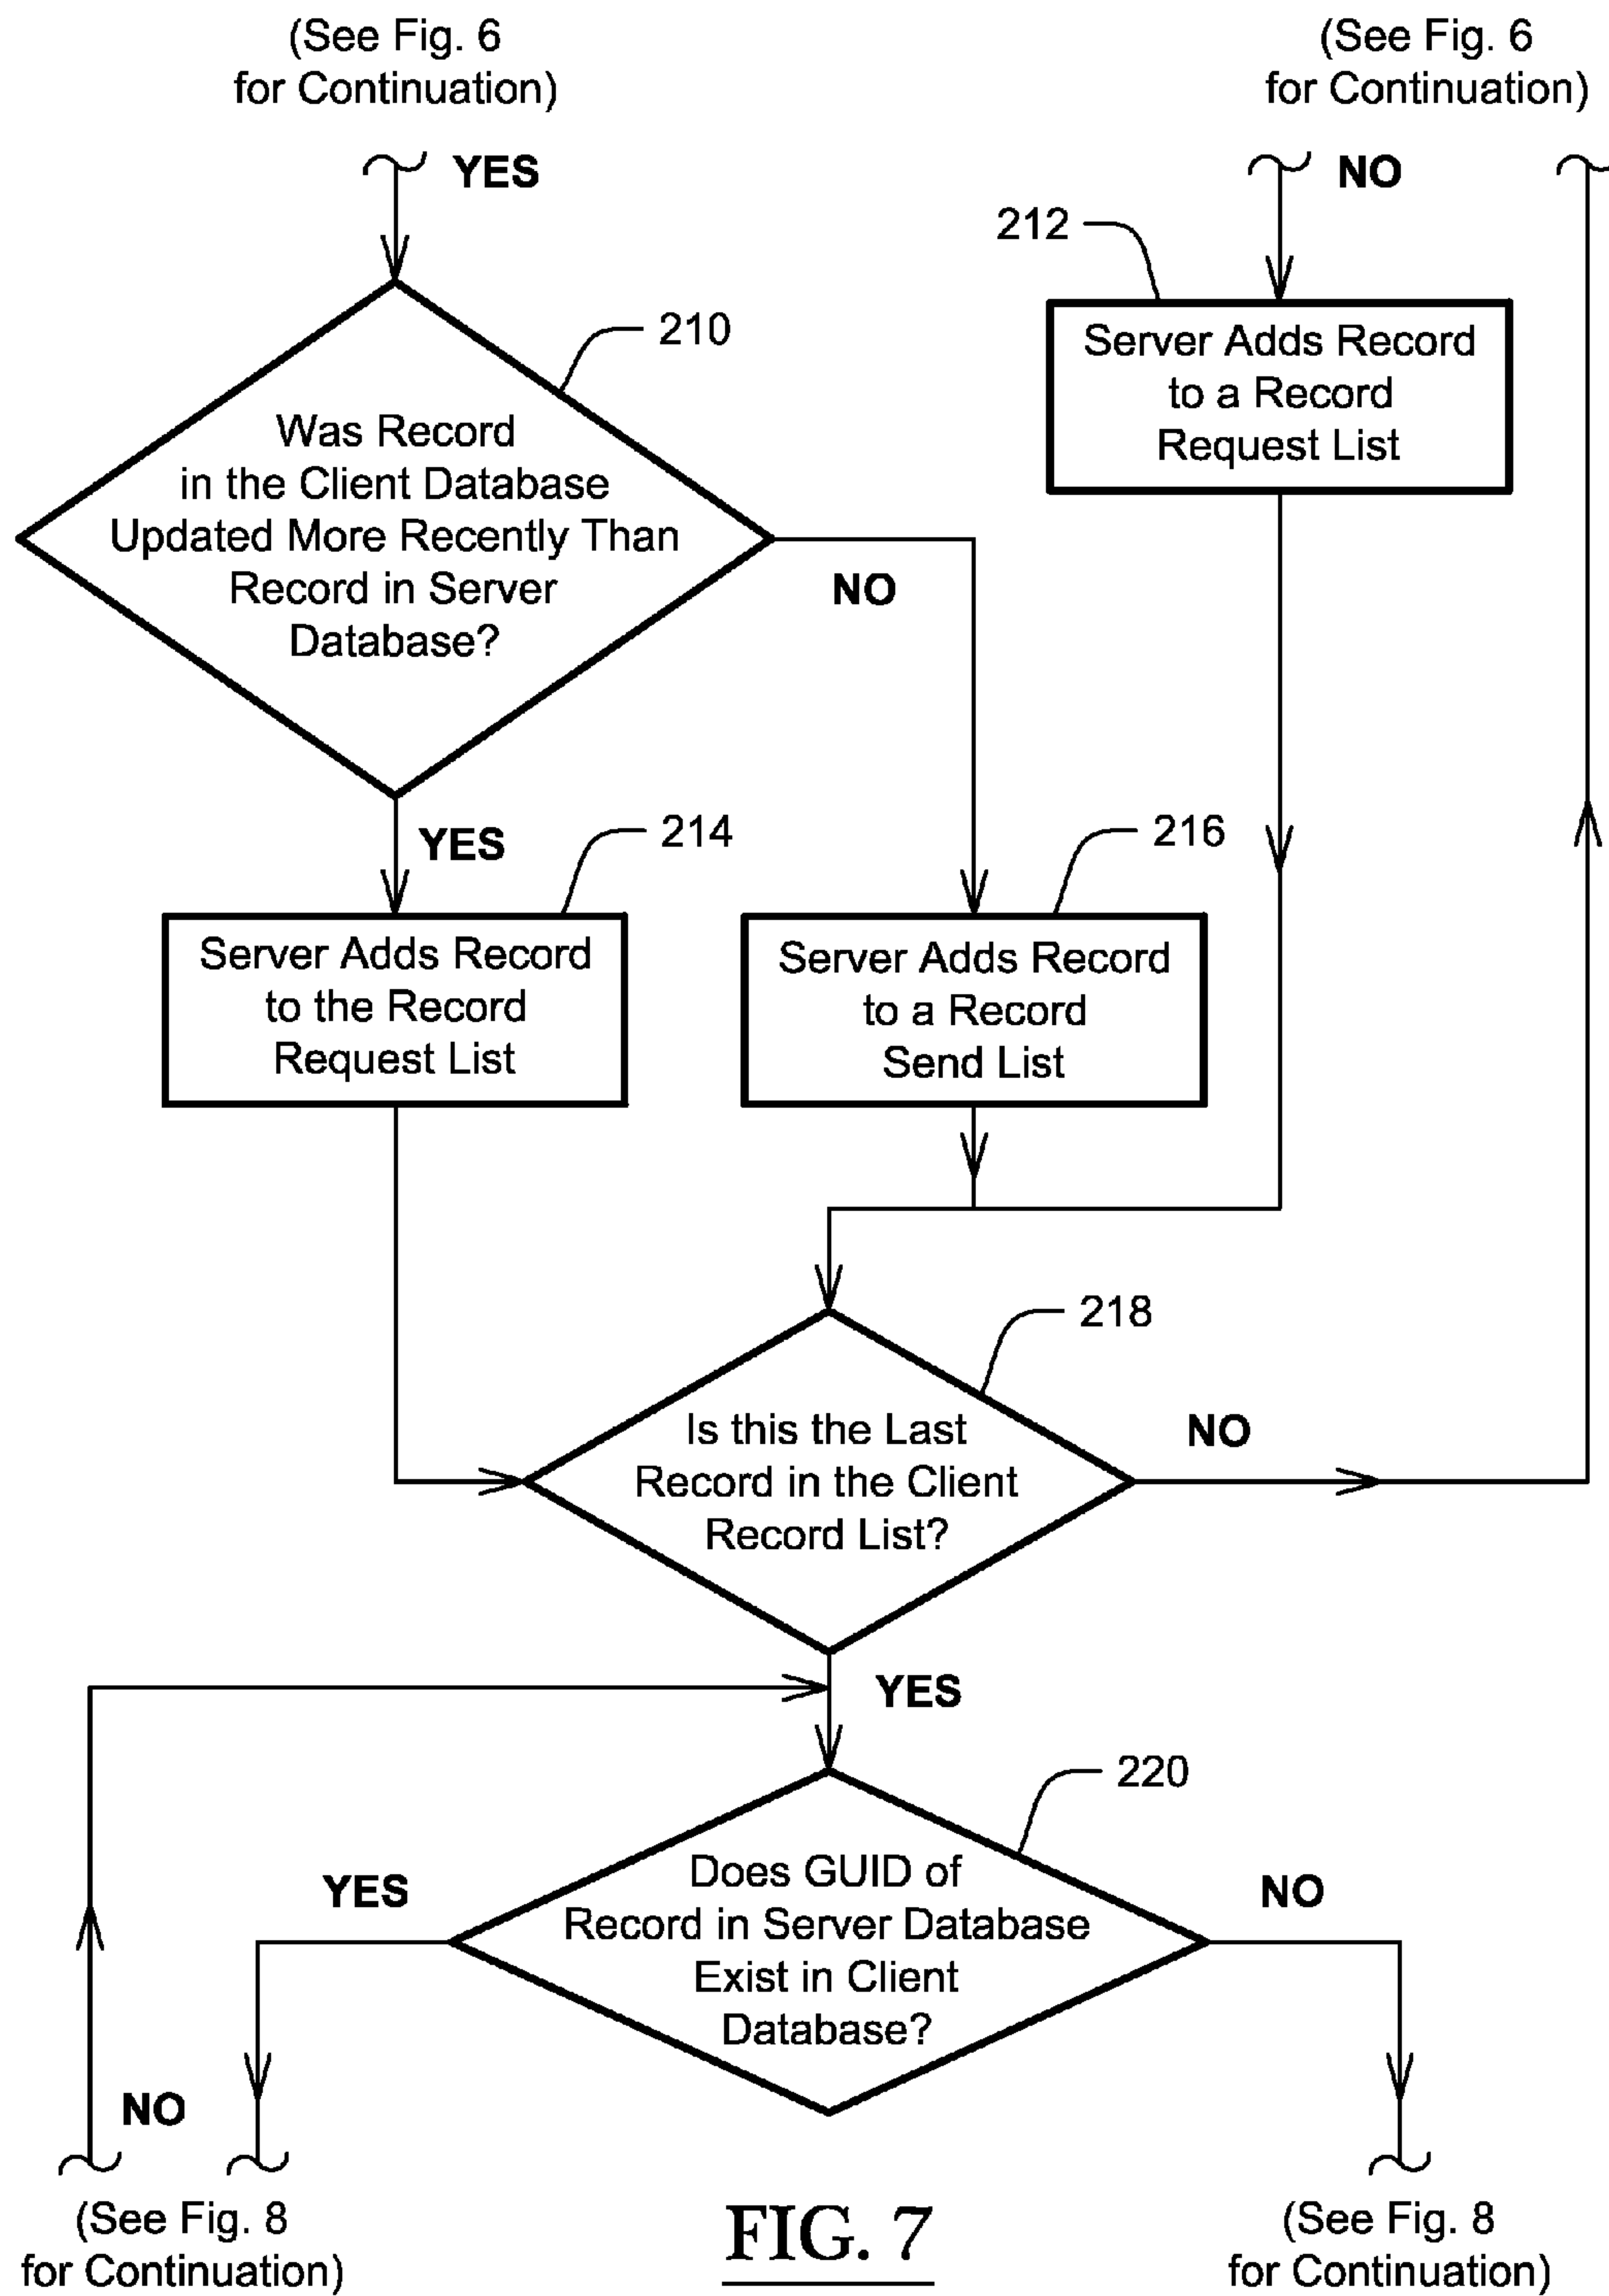 (See Fig. 6
for Continuation)
(See Fig. 6
for Continuation)
YES
NO
212
210
Server Adds Record
to a Record
Request List
Was Record
in the Client Database
Updated More Recently Than
Record in Server
Database?
NO
YES
214
216
Server Adds Record
to the Record
Request List
Server Adds Record
to a Record
Send List
218
Is this the Last
Record in the Client
Record List?
NO
YES
220
Does GUID of
Record in Server Database
Exist in Client
Database?
YES
NO
NO
(See Fig. 8
for Continuation)
FIG. 7
(See Fig. 8
for Continuation)